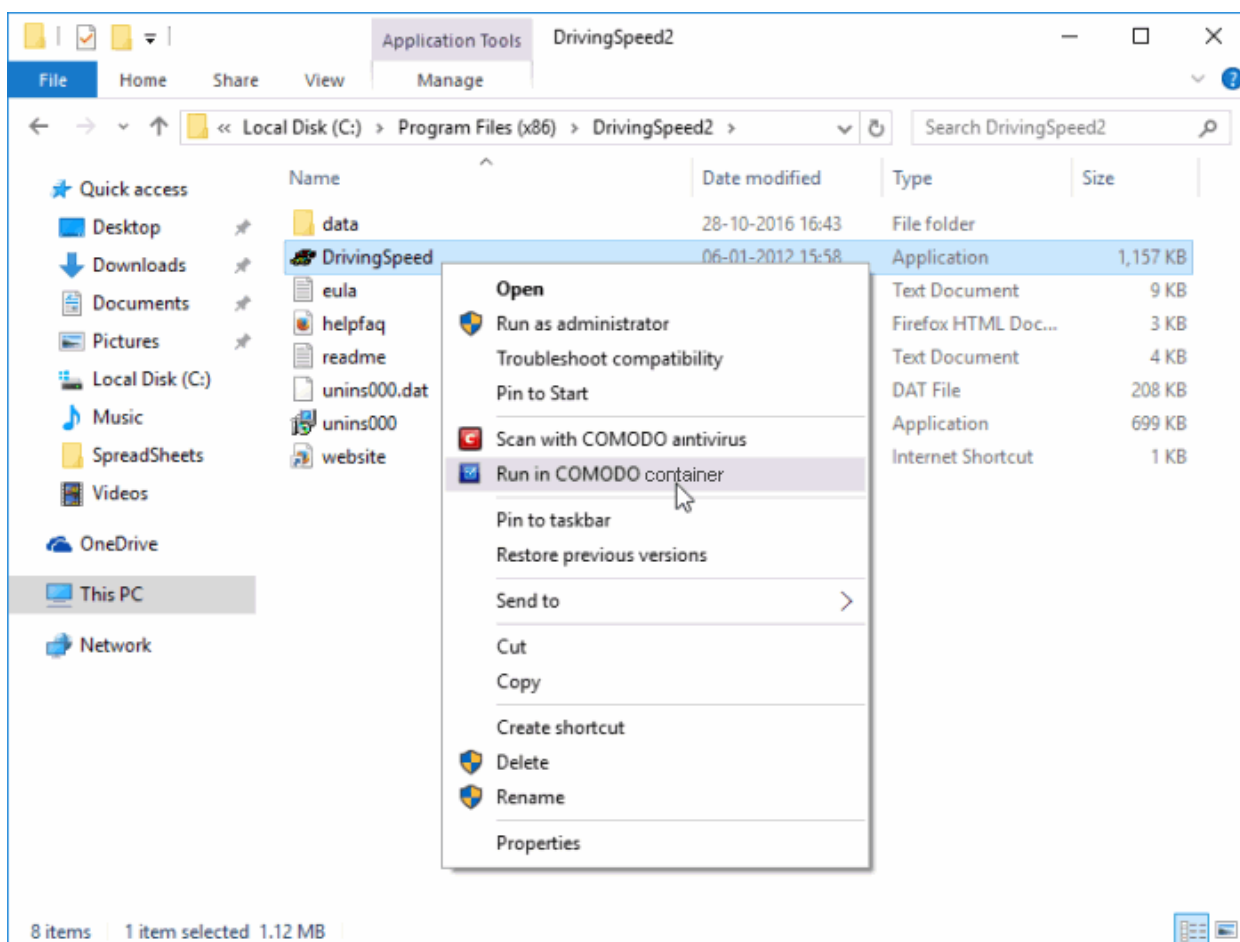 Application Tools DrivingSpeed2
File Home Share View Manage
« Local Disk (C:) > Program Files (x86) > DrivingSpeed2 > Search DrivingSpeed2
Name Date modified Type Size
Quick access
Desktop
Downloads
Documents
Pictures
Local Disk (C:)
Music
SpreadSheets
Videos
OneDrive
This PC
Network
data 28-10-2016 16:43 File folder
DrivingSpeed 06-01-2012 15:58 Application 1,157 KB
eula Text Document 9 KB
helpfaq Firefox HTML Doc... 3 KB
readme Text Document 4 KB
unins000.dat DAT File 208 KB
unins000 Application 699 KB
website Internet Shortcut 1 KB
Open
Run as administrator
Troubleshoot compatibility
Pin to Start
Scan with COMODO antivirus
Run in COMODO container
Pin to taskbar
Restore previous versions
Send to
Cut
Copy
Create shortcut
Delete
Rename
Properties
8 items 1 item selected 1.12 MB